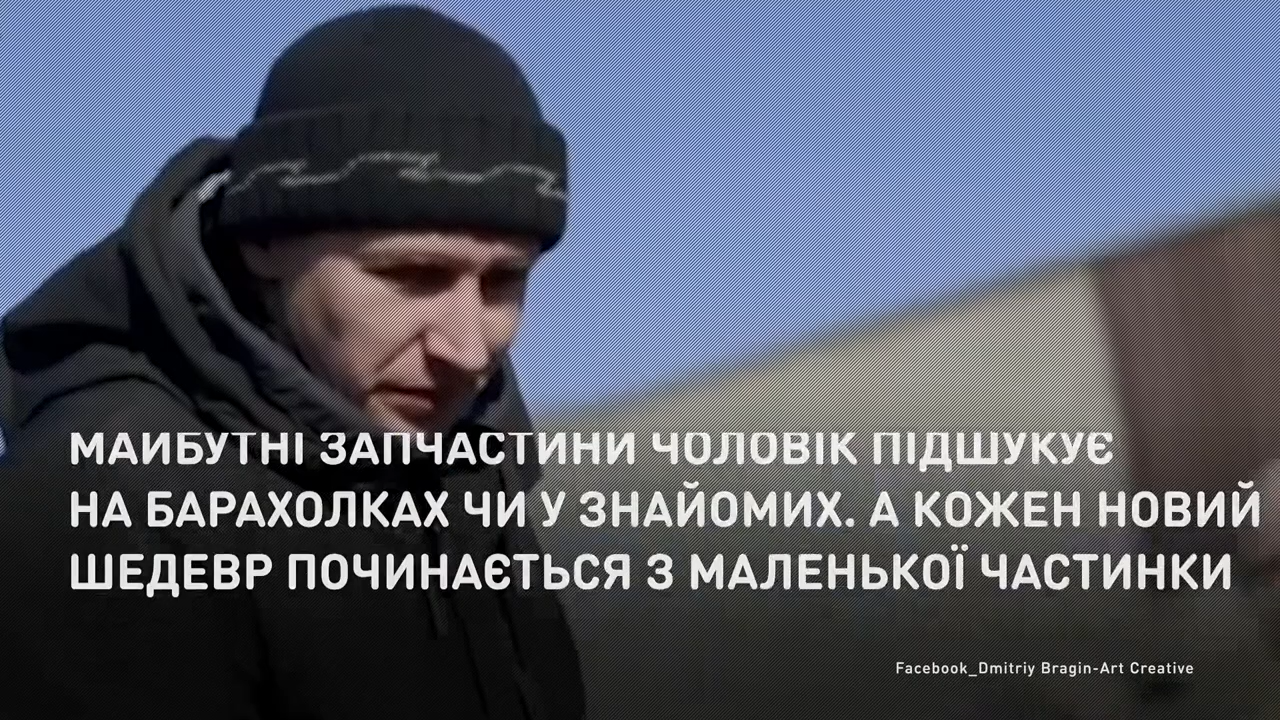 МАЙБУТНІ ЗАПЧАСТИНИ ЧОЛОВІК ПІДШУКУЄ
НА БАРАХОЛКАХ ЧИ У ЗНАЙОМИХ. А КОЖЕН НОВИЙ
ШЕДЕВР ПОЧИНАЄТЬСЯ З МАЛЕНЬКОЇ ЧАСТИНКИ
Facebook_Dmitriy Bragin-Art Creative